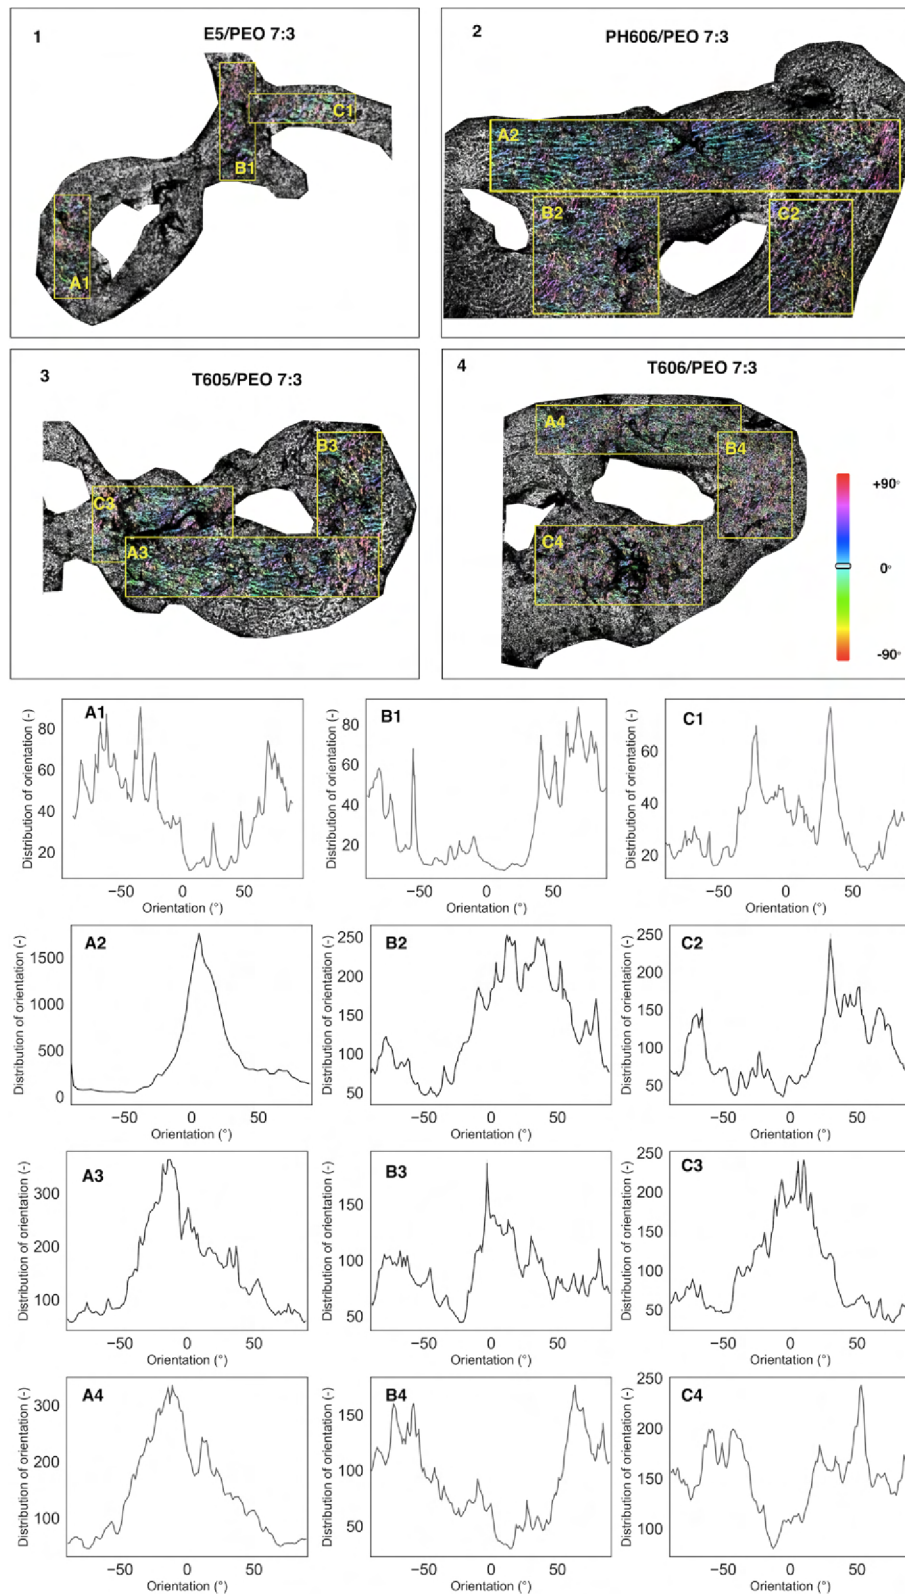 1
E5/PEO 7:3
C1
B1
A1
2
PH606/PEO 7:3
A2
B2
C2
3
T605/PEO 7:3
B3
C3
A3
4
T606/PEO 7:3
A4
B4
C4
+90°
0°
-90°
A1
Distribution of orientation (-)
80
60
40
20
−50
0
50
Orientation (°)
B1
Distribution of orientation (-)
80
60
40
20
−50
0
50
Orientation (°)
C1
Distribution of orientation (-)
60
40
20
−50
0
50
Orientation (°)
A2
Distribution of orientation (-)
1500
1000
500
0
−50
0
50
Orientation (°)
B2
Distribution of orientation (-)
250
200
150
100
50
−50
0
50
Orientation (°)
C2
Distribution of orientation (-)
250
200
150
100
50
−50
0
50
Orientation (°)
A3
Distribution of orientation (-)
300
200
100
−50
0
50
Orientation (°)
B3
Distribution of orientation (-)
150
100
50
−50
0
50
Orientation (°)
C3
Distribution of orientation (-)
250
200
150
100
50
−50
0
50
Orientation (°)
A4
Distribution of orientation (-)
300
200
100
−50
0
50
Orientation (°)
B4
Distribution of orientation (-)
150
100
50
−50
0
50
Orientation (°)
C4
Distribution of orientation (-)
250
200
150
100
−50
0
50
Orientation (°)